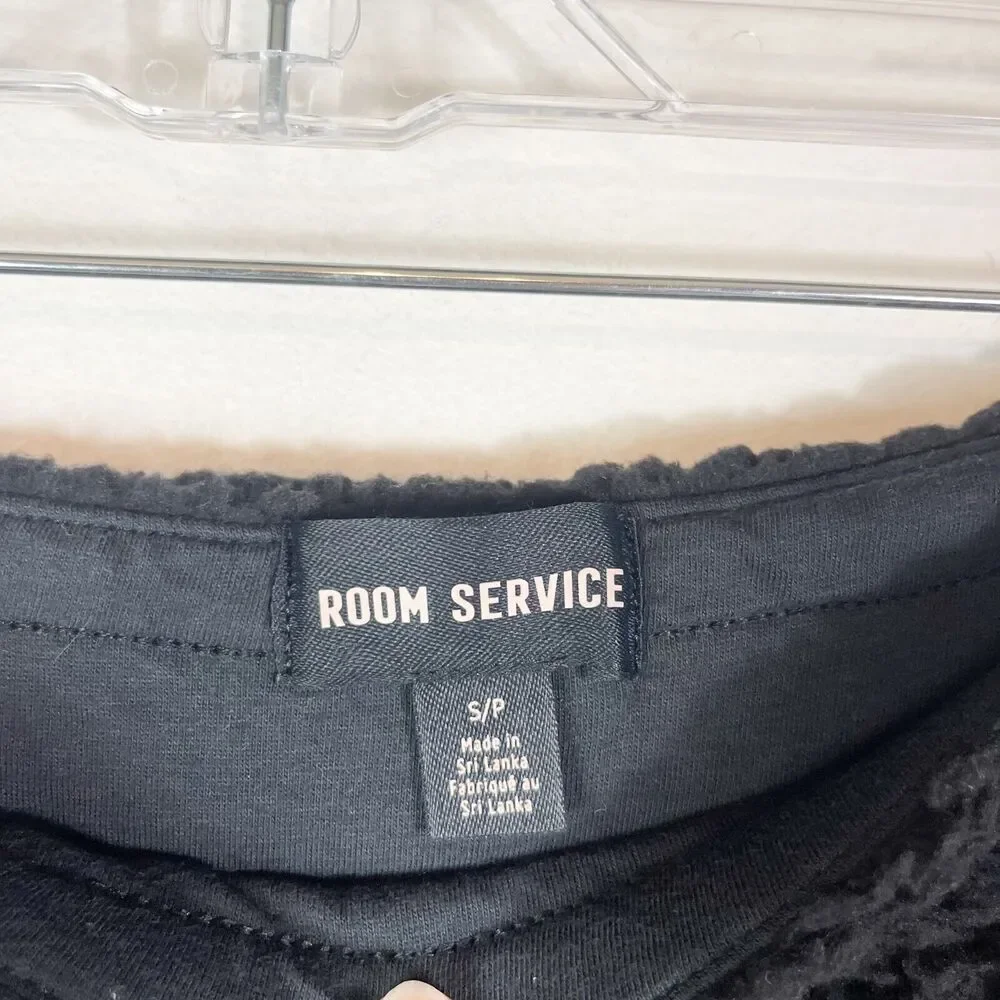 ROOM SERVICE
S/P
Made in
Sri Lanka
Fabriqué au
Sri Lanka